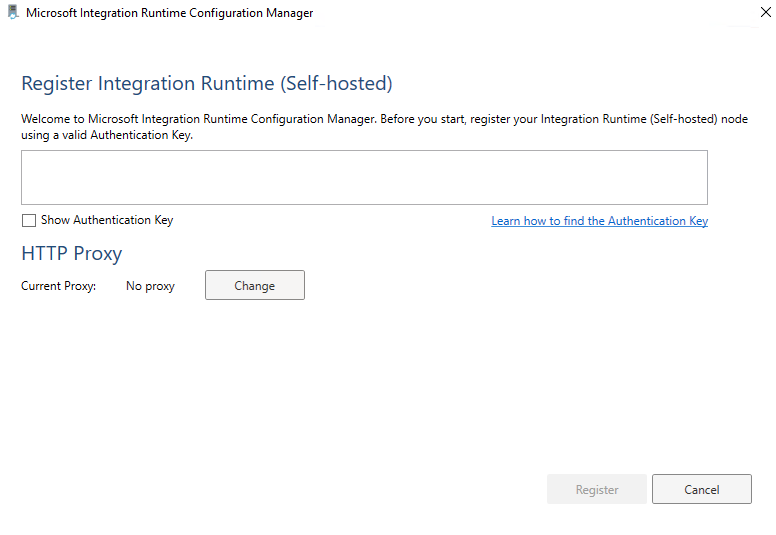 Microsoft Integration Runtime Configuration Manager
Register Integration Runtime (Self-hosted)
Welcome to Microsoft Integration Runtime Configuration Manager. Before you start, register your Integration Runtime (Self-hosted) node
using a valid Authentication Key.
Show Authentication Key
Learn how to find the Authentication Key
HTTP Proxy
Current Proxy: No proxy Change
Register Cancel